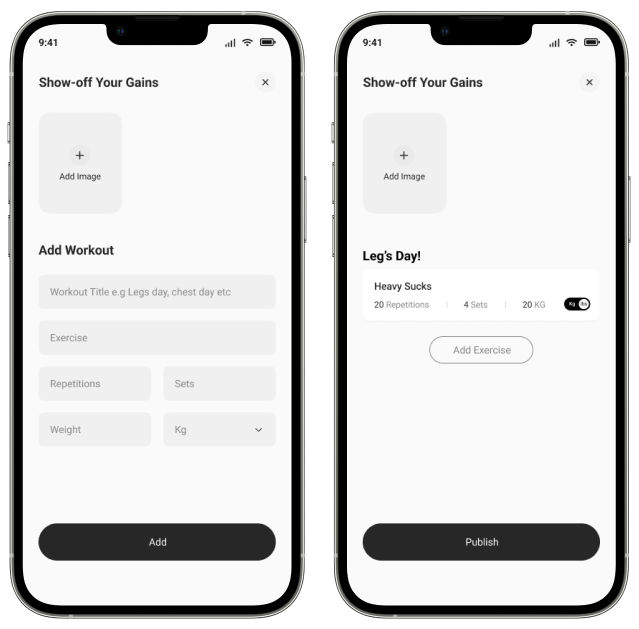 9:41
Show-off Your Gains
Add Image
Add Workout
Workout Title e.g Legs day, chest day etc
Exercise
Repetitions
Sets
Weight
Kg
Add
9:41
Show-off Your Gains
Add Image
Leg's Day!
Heavy Sucks
20 Repetitions
4 Sets
20 KG
Kg lbs
Add Exercise
Publish